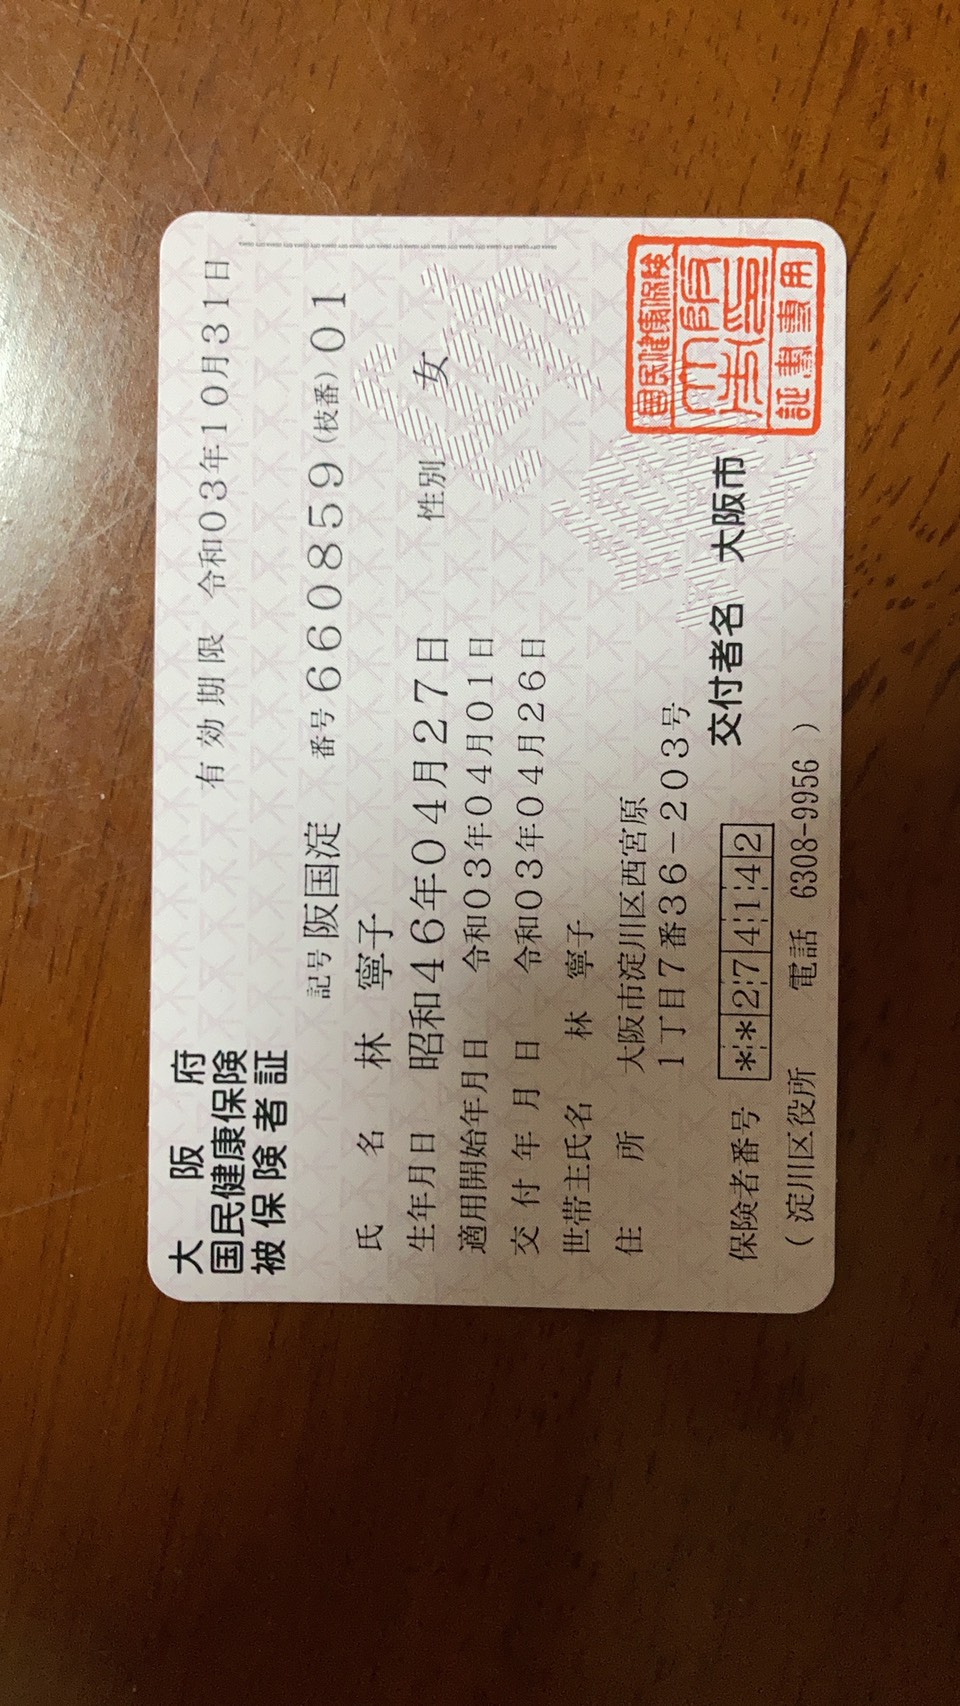 大阪府
国民健康保険
被保険者証
有効期限 令和03年10月31日
記号 阪国淀 番号 660859 (枝番) 01
氏名 林 寧子
生年月日 昭和46年04月27日 性別 女
適用開始年月日 令和03年04月01日
交付年月日 令和03年04月26日
世帯主氏名 林 寧子
住所 大阪市淀川区西宮原
1丁目7番36-203号
保険者番号 **274142 交付者名 大阪市
(淀川区役所 電話 6308-9956)
国民健康保険
大阪市印
証専用